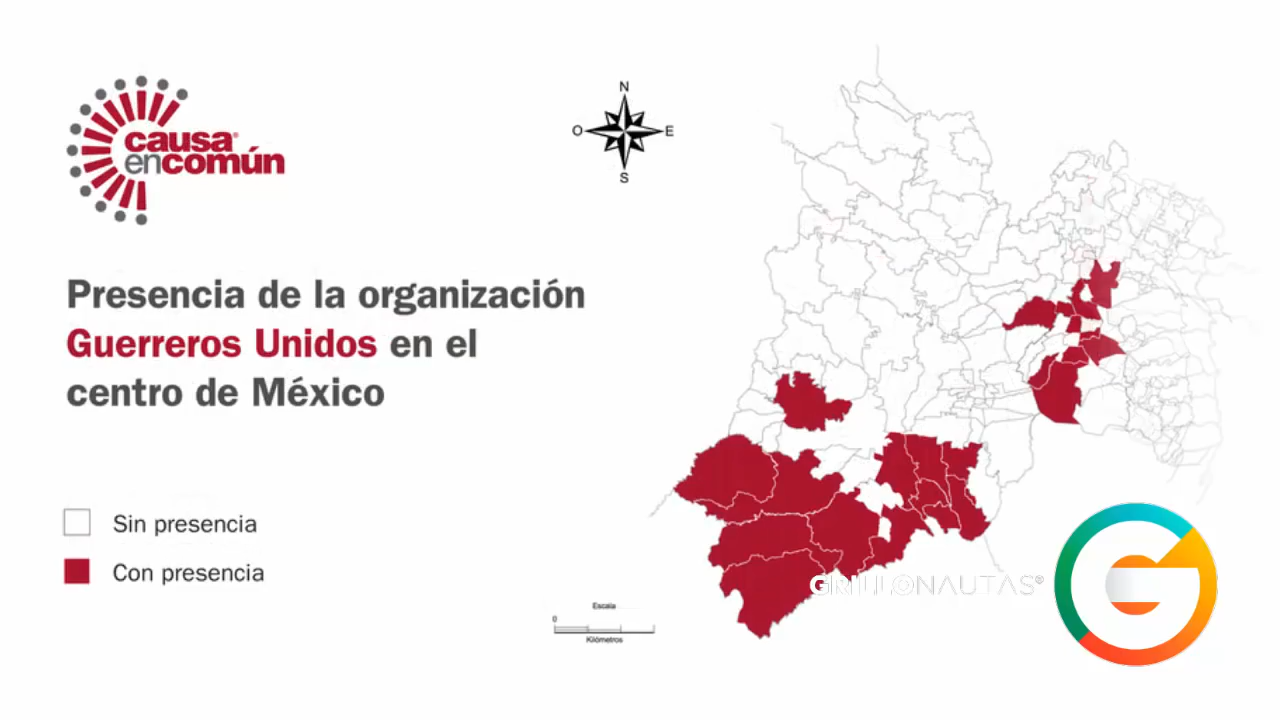 causa®
encomún
N
O E
S
Presencia de la organización
Guerreros Unidos en el
centro de México
Sin presencia
Con presencia
Escala
0
Kilómetros
GRILLONAUTAS®
G